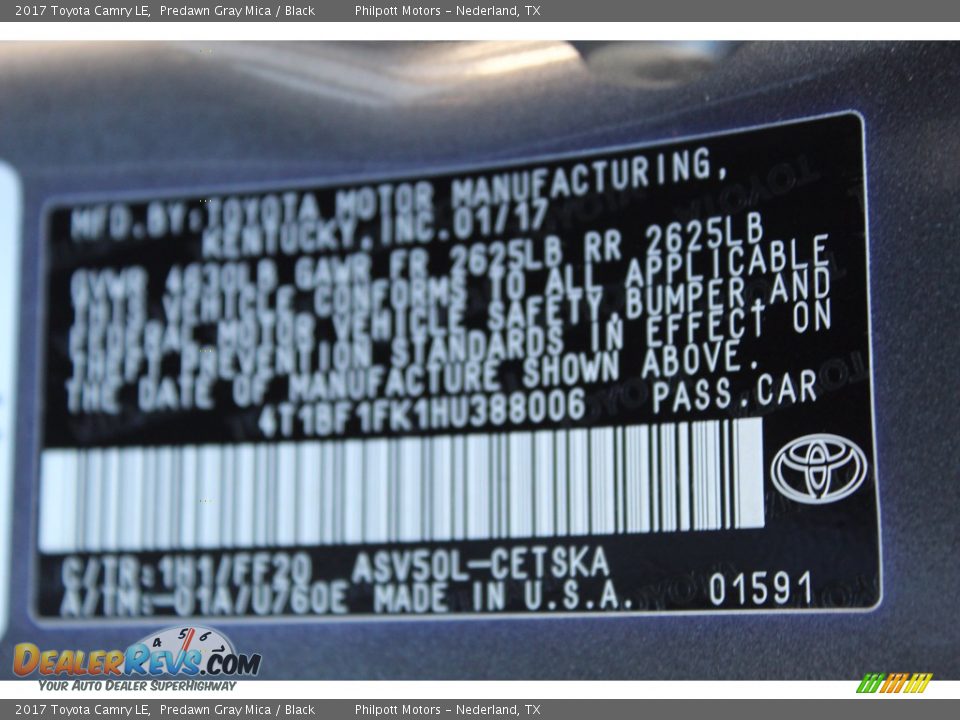 2017 Toyota Camry LE, Predawn Gray Mica / Black Philpott Motors - Nederland, TX
MFD.BY:TOYOTA MOTOR MANUFACTURING,
KENTUCKY,INC.01/17
GVWR 4630LB GAWR FR 2625LB RR 2625LB
THIS VEHICLE CONFORMS TO ALL APPLICABLE
FEDERAL MOTOR VEHICLE SAFETY,BUMPER,AND
THEFT PREVENTION STANDARDS IN EFFECT ON
THE DATE OF MANUFACTURE SHOWN ABOVE.
4T1BF1FK1HU388006 PASS.CAR
C/TR:1H1/FF20 ASV50L-CETSKA
A/TM:-01A/U760E MADE IN U.S.A. 01591
DEALERREVS.COM
YOUR AUTO DEALER SUPERHIGHWAY
2017 Toyota Camry LE, Predawn Gray Mica / Black Philpott Motors - Nederland, TX